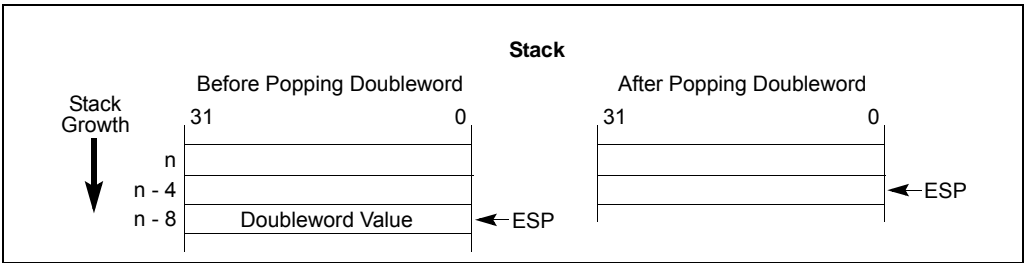 Stack
Before Popping Doubleword
After Popping Doubleword
Stack
Growth
31 0
31 0
n
n - 4
ESP
n - 8
Doubleword Value
ESP